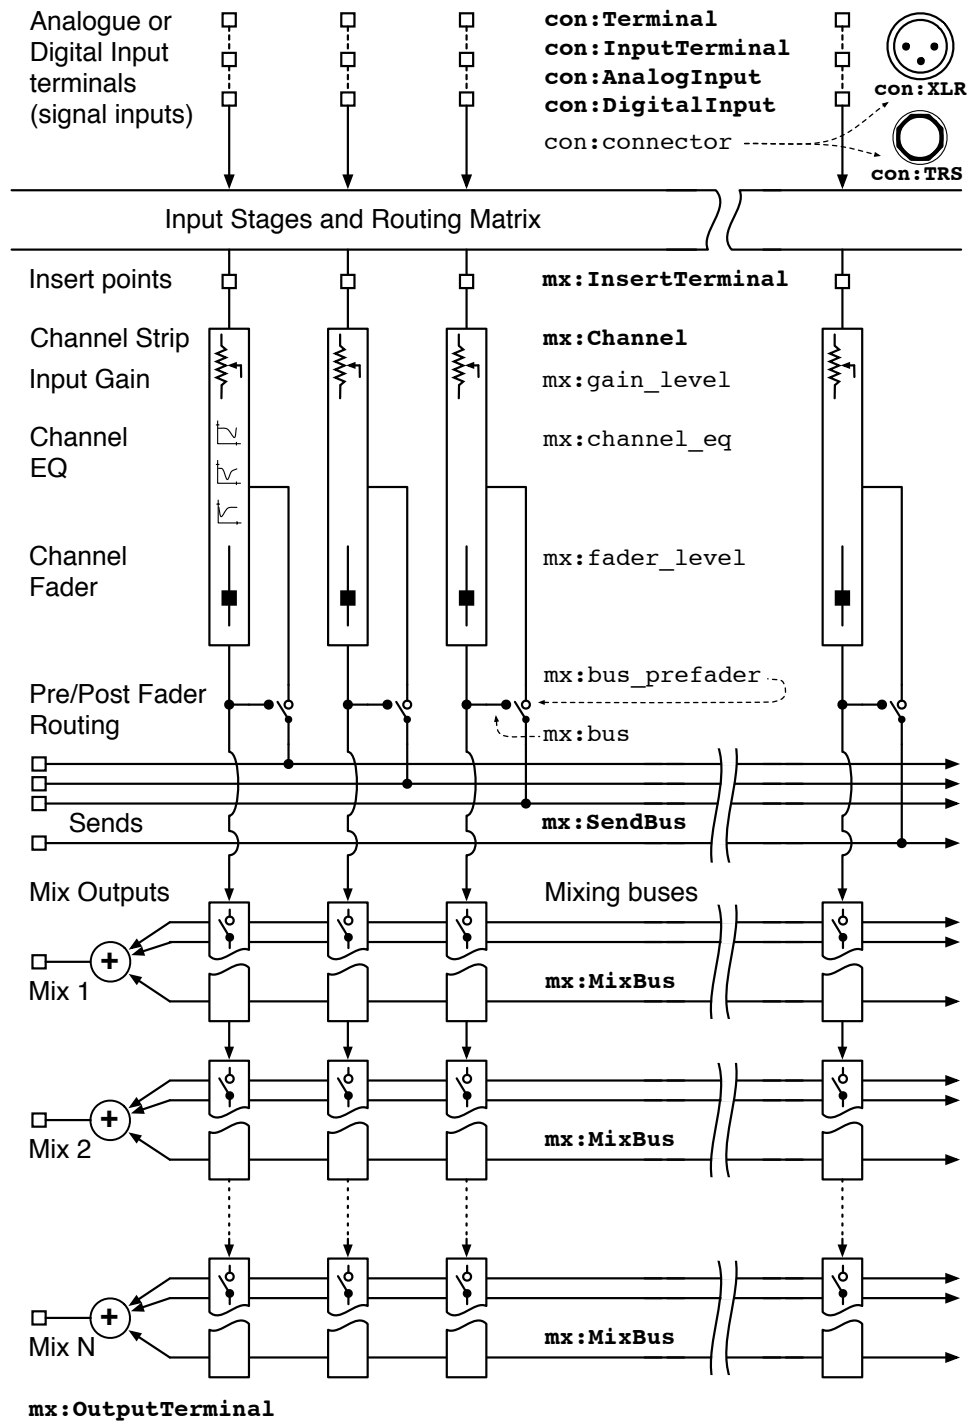 Analogue or
Digital Input
terminals
(signal inputs)
con:Terminal
con:InputTerminal
con:AnalogInput
con:DigitalInput
con:connector
con:XLR
con:TRS
Input Stages and Routing Matrix
Insert points
mx:InsertTerminal
Channel Strip
mx:Channel
Input Gain
mx:gain_level
Channel
EQ
mx:channel_eq
Channel
Fader
mx:fader_level
Pre/Post Fader
Routing
mx:bus_prefader
mx:bus
Sends
mx:SendBus
Mix Outputs
Mixing buses
+
Mix 1
mx:MixBus
+
Mix 2
mx:MixBus
+
Mix N
mx:MixBus
mx:OutputTerminal